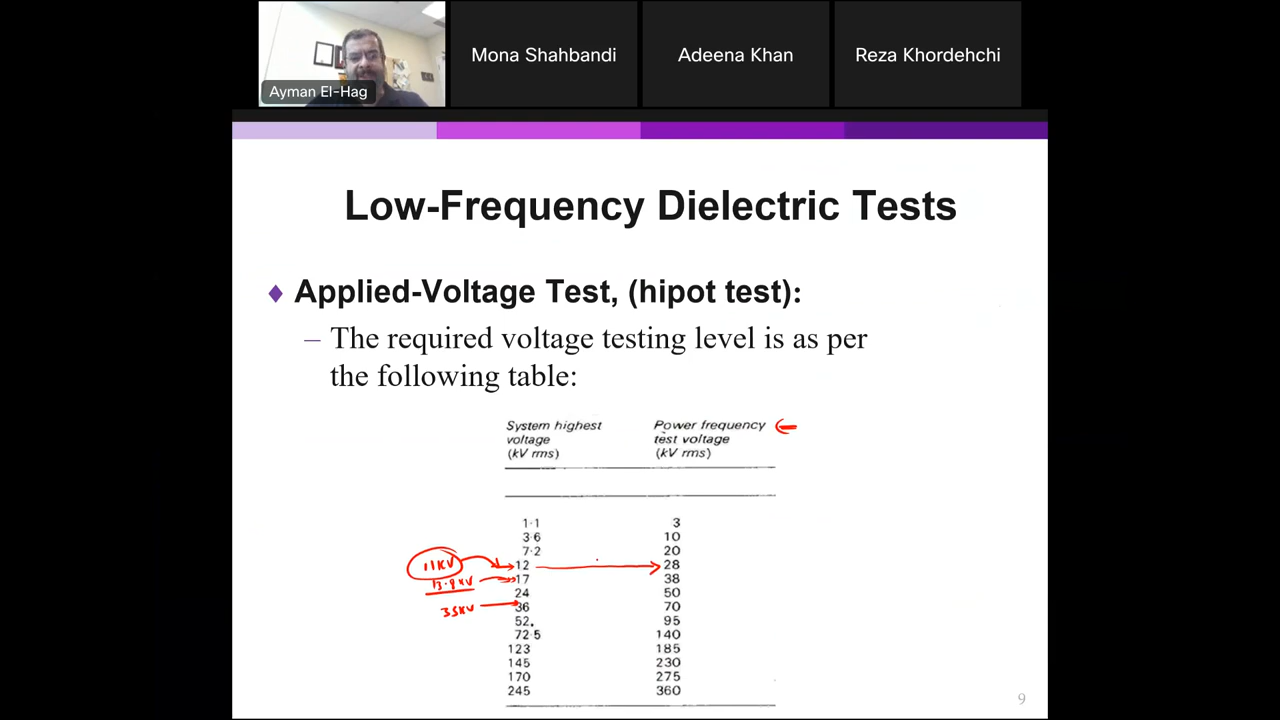 Mona Shahbandi
Adeena Khan
Reza Khordehchi
Ayman El-Hag
Low-Frequency Dielectric Tests
♦ Applied-Voltage Test, (hipot test):
– The required voltage testing level is as per
the following table:
System highest voltage (kV rms) Power frequency test voltage (kV rms)
1·1 3
3·6 10
7·2 20
11KV 12 28
13.8KV 17 38
24 50
35KV 36 70
52 95
72·5 140
123 185
145 230
170 275
245 360
9